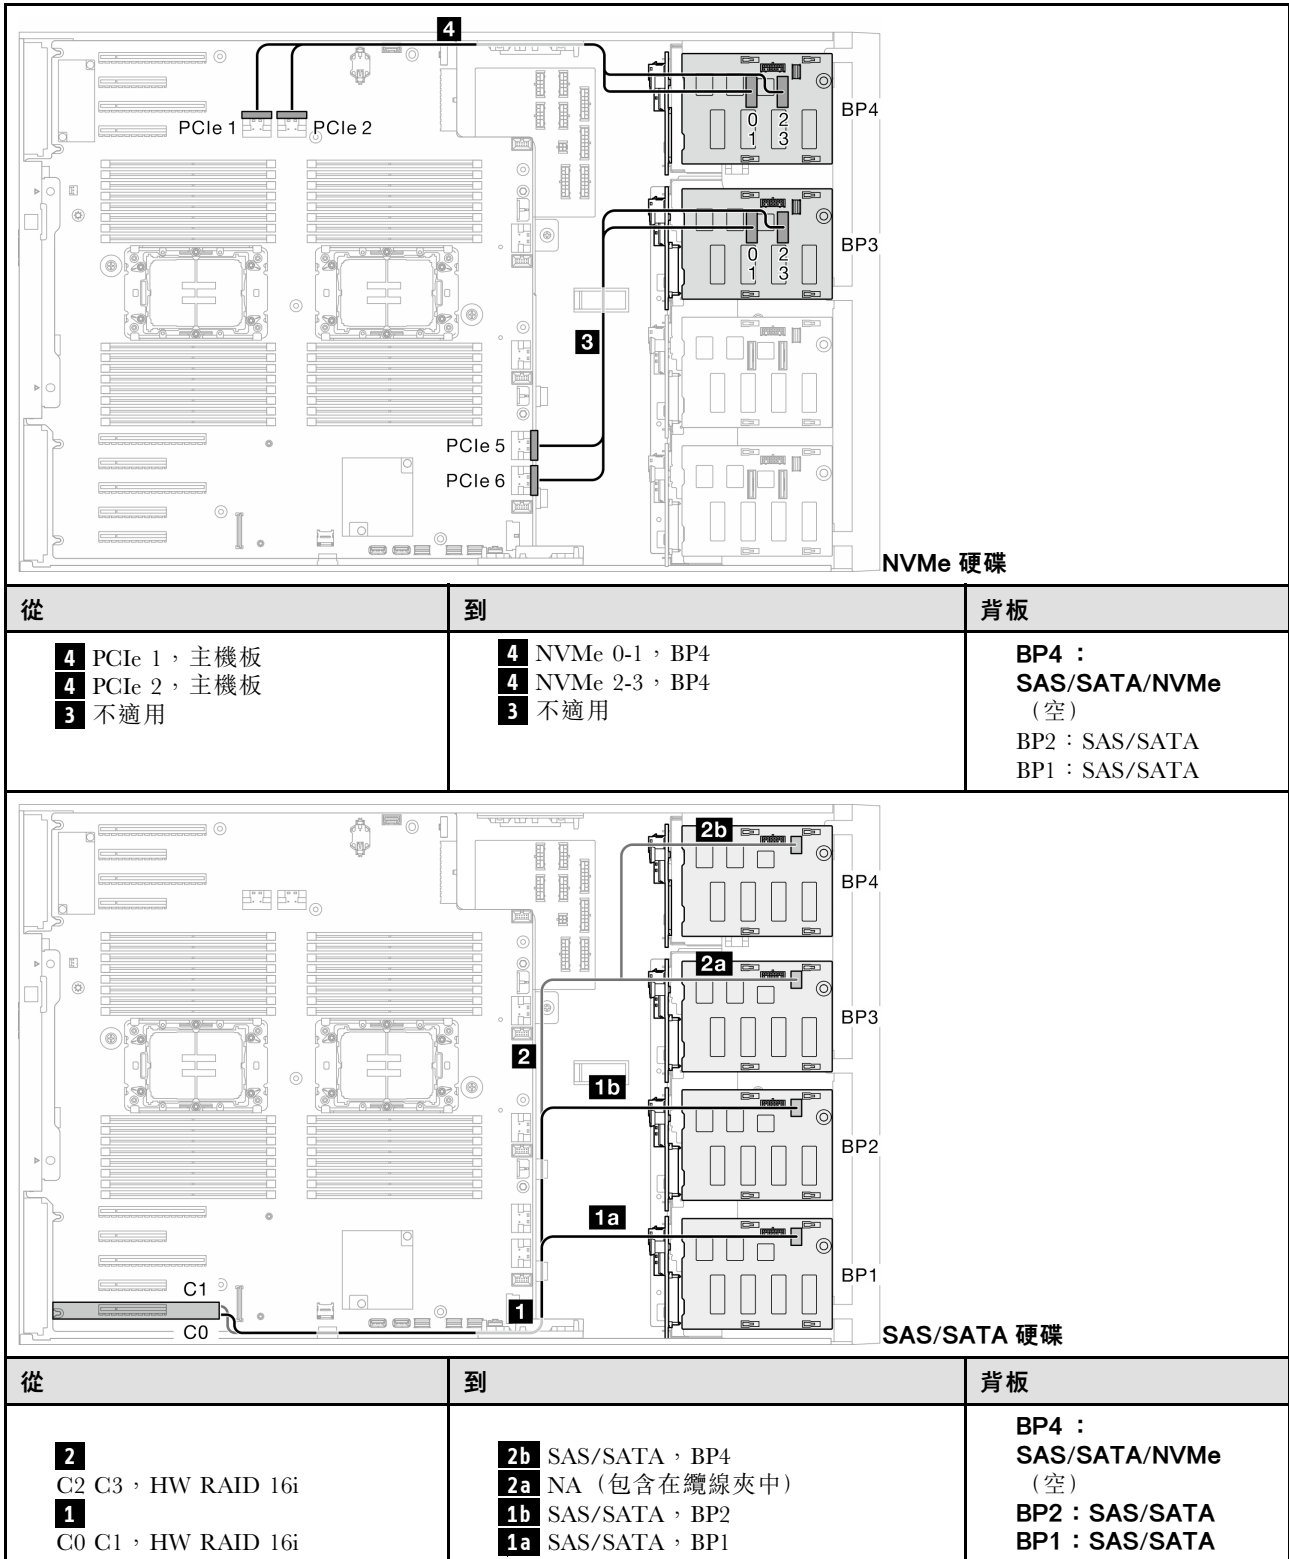 4
PCIe 1
PCIe 2
0
1
2
3
BP4
0
1
2
3
BP3
3
PCIe 5
PCIe 6
NVMe 硬碟
從
到
背板
4 PCIe 1，主機板
4 PCIe 2，主機板
3 不適用
4 NVMe 0-1，BP4
4 NVMe 2-3，BP4
3 不適用
BP4：
SAS/SATA/NVMe
（空）
BP2：SAS/SATA
BP1：SAS/SATA
2b
BP4
2a
BP3
2
1b
BP2
1a
BP1
C1
C0
1
SAS/SATA 硬碟
從
到
背板
2
C2 C3，HW RAID 16i
1
C0 C1，HW RAID 16i
2b SAS/SATA，BP4
2a NA（包含在纜線夾中）
1b SAS/SATA，BP2
1a SAS/SATA，BP1
BP4：
SAS/SATA/NVMe
（空）
BP2：SAS/SATA
BP1：SAS/SATA